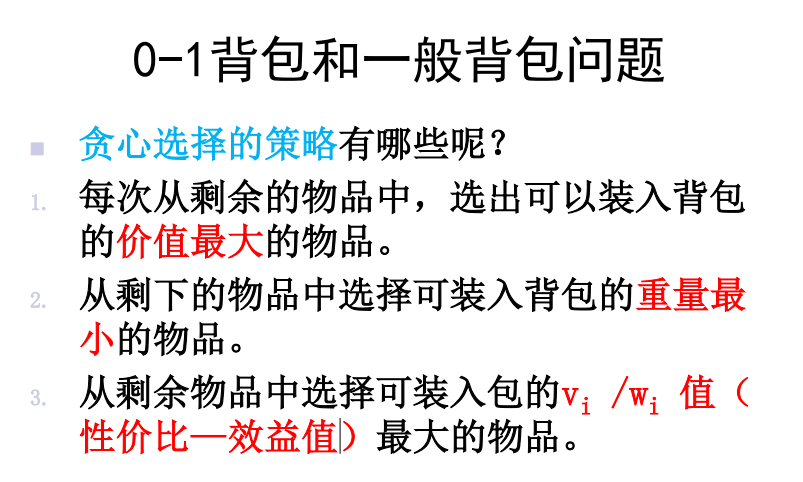 0-1背包和一般背包问题
■ 贪心选择的策略有哪些呢？
1. 每次从剩余的物品中，选出可以装入背包
的价值最大的物品。
2. 从剩下的物品中选择可装入背包的重量最
小的物品。
3. 从剩余物品中选择可装入包的vi /wi 值（
性价比—效益值）最大的物品。